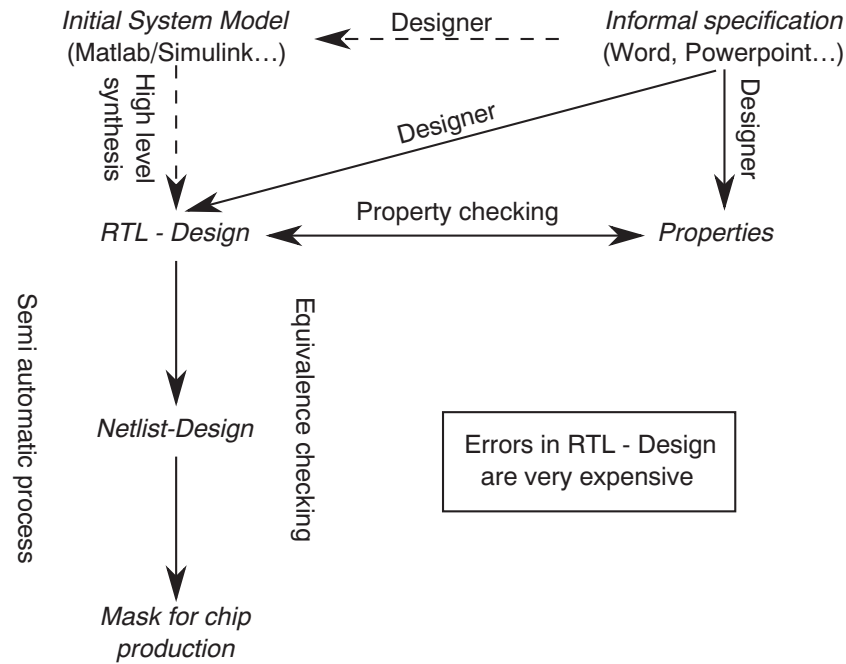 Initial System Model
(Matlab/Simulink…)
Designer
Informal specification
(Word, Powerpoint…)
High level
synthesis
Designer
Designer
RTL - Design
Property checking
Properties
Semi automatic process
Equivalence checking
Netlist-Design
Errors in RTL - Design
are very expensive
Mask for chip
production